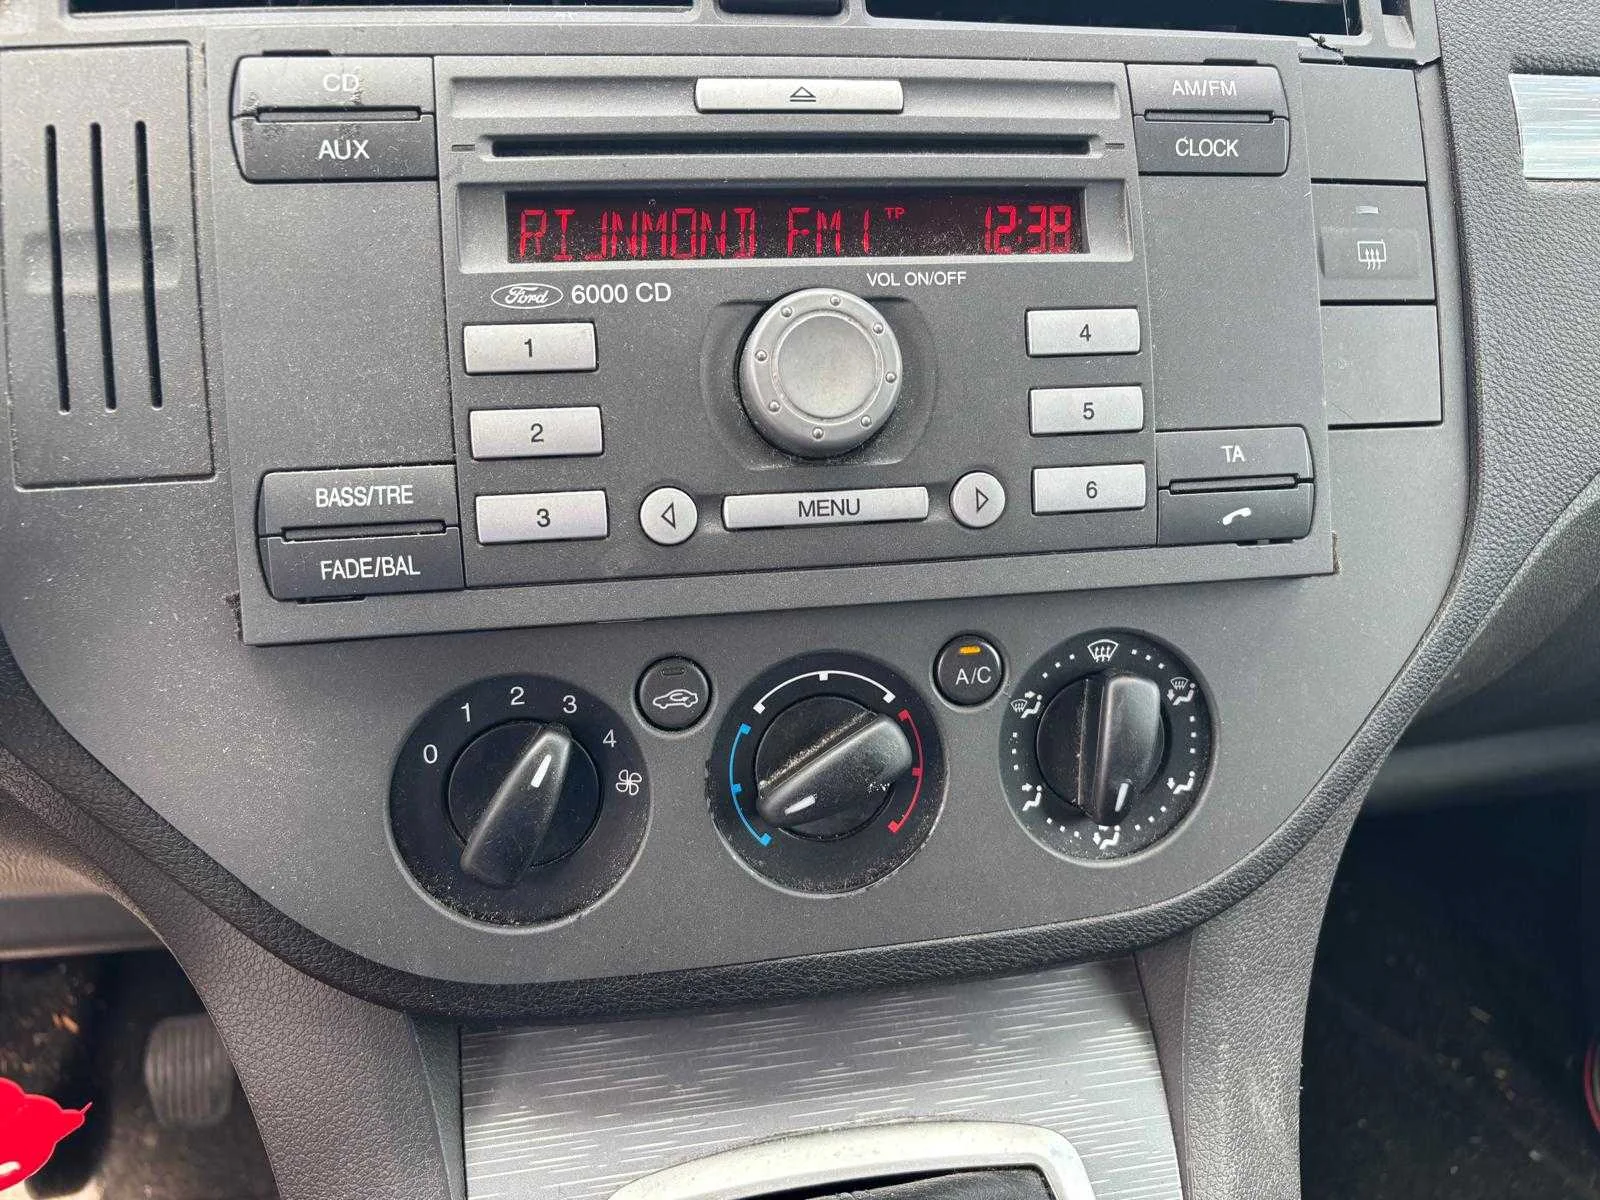 CD
AM/FM
AUX
CLOCK
RIJNMOND FM1 TP 12:38
VOL ON/OFF
Ford 6000 CD
1
4
2
5
BASS/TRE
3
MENU
6
TA
FADE/BAL
0 1 2 3 4
A/C